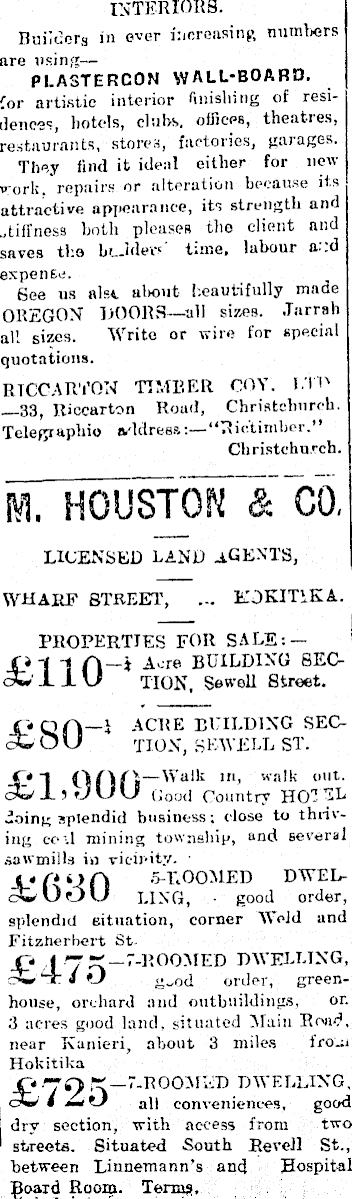 INTERIORS.
Builders in ever increasing numbers
are using—
PLASTERCON WALL-BOARD.
for artistic interior finishing of resi-
dences, hotels, clubs, offices, theatres,
restaurants, stores, factories, garages.
They find it ideal either for new
work, repairs or alteration because its
attractive appearance, its strength and
stiffness both pleases the client and
saves the builders' time, labour and
expense.
See us also about beautifully made
OREGON DOORS—all sizes. Jarrah
all sizes. Write or wire for special
quotations.
RICCARTON TIMBER COY. LTD
—33, Riccarton Road, Christchurch.
Telegraphic address:—"Rictimber."
Christchurch.
M. HOUSTON & CO.
LICENSED LAND AGENTS,
WHARF STREET, ... HOKITIKA.
PROPERTIES FOR SALE:—
£110—¼ Acre BUILDING SEC-
TION, Sewell Street.
£80—¼ ACRE BUILDING SEC-
TION, SEWELL ST.
£1,900—Walk in, walk out.
Good Country HOTEL
doing splendid business; close to thriv-
ing coal mining township, and several
sawmills in vicinity.
£630 5-ROOMED DWEL-
LING, good order,
splendid situation, corner Weld and
Fitzherbert St.
£475—7-ROOMED DWELLING,
good order, green-
house, orchard and outbuildings, on
3 acres good land, situated Main Road,
near Kanieri, about 3 miles from
Hokitika
£725—7-ROOMED DWELLING,
all conveniences, good
dry section, with access from two
streets. Situated South Revell St.,
between Linnemann's and Hospital
Board Room. Terms.